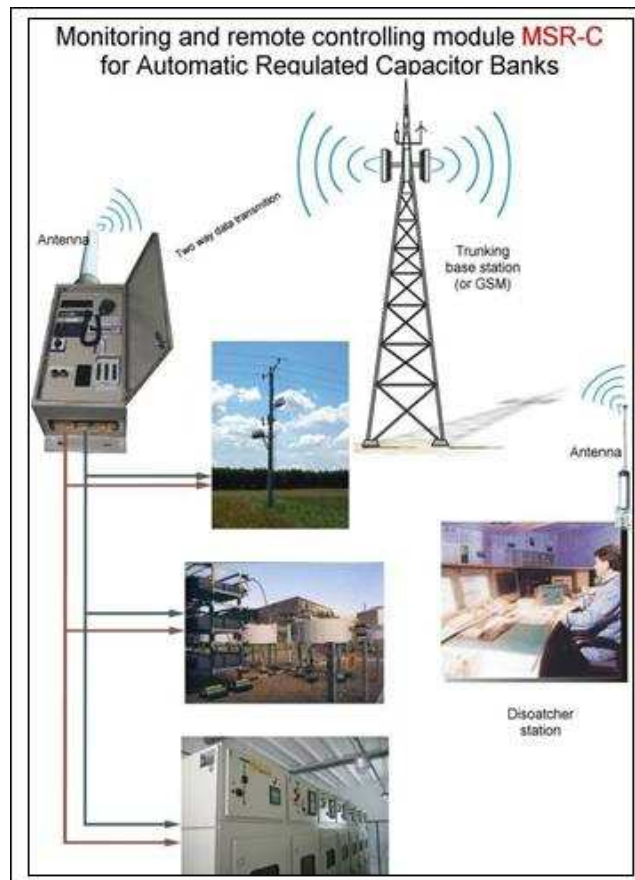 Monitoring and remote controlling module MSR-C
for Automatic Regulated Capacitor Banks
Antenna
Two way data transmition
Trunking
base station
(or GSM)
Antenna
Disoatcher
station